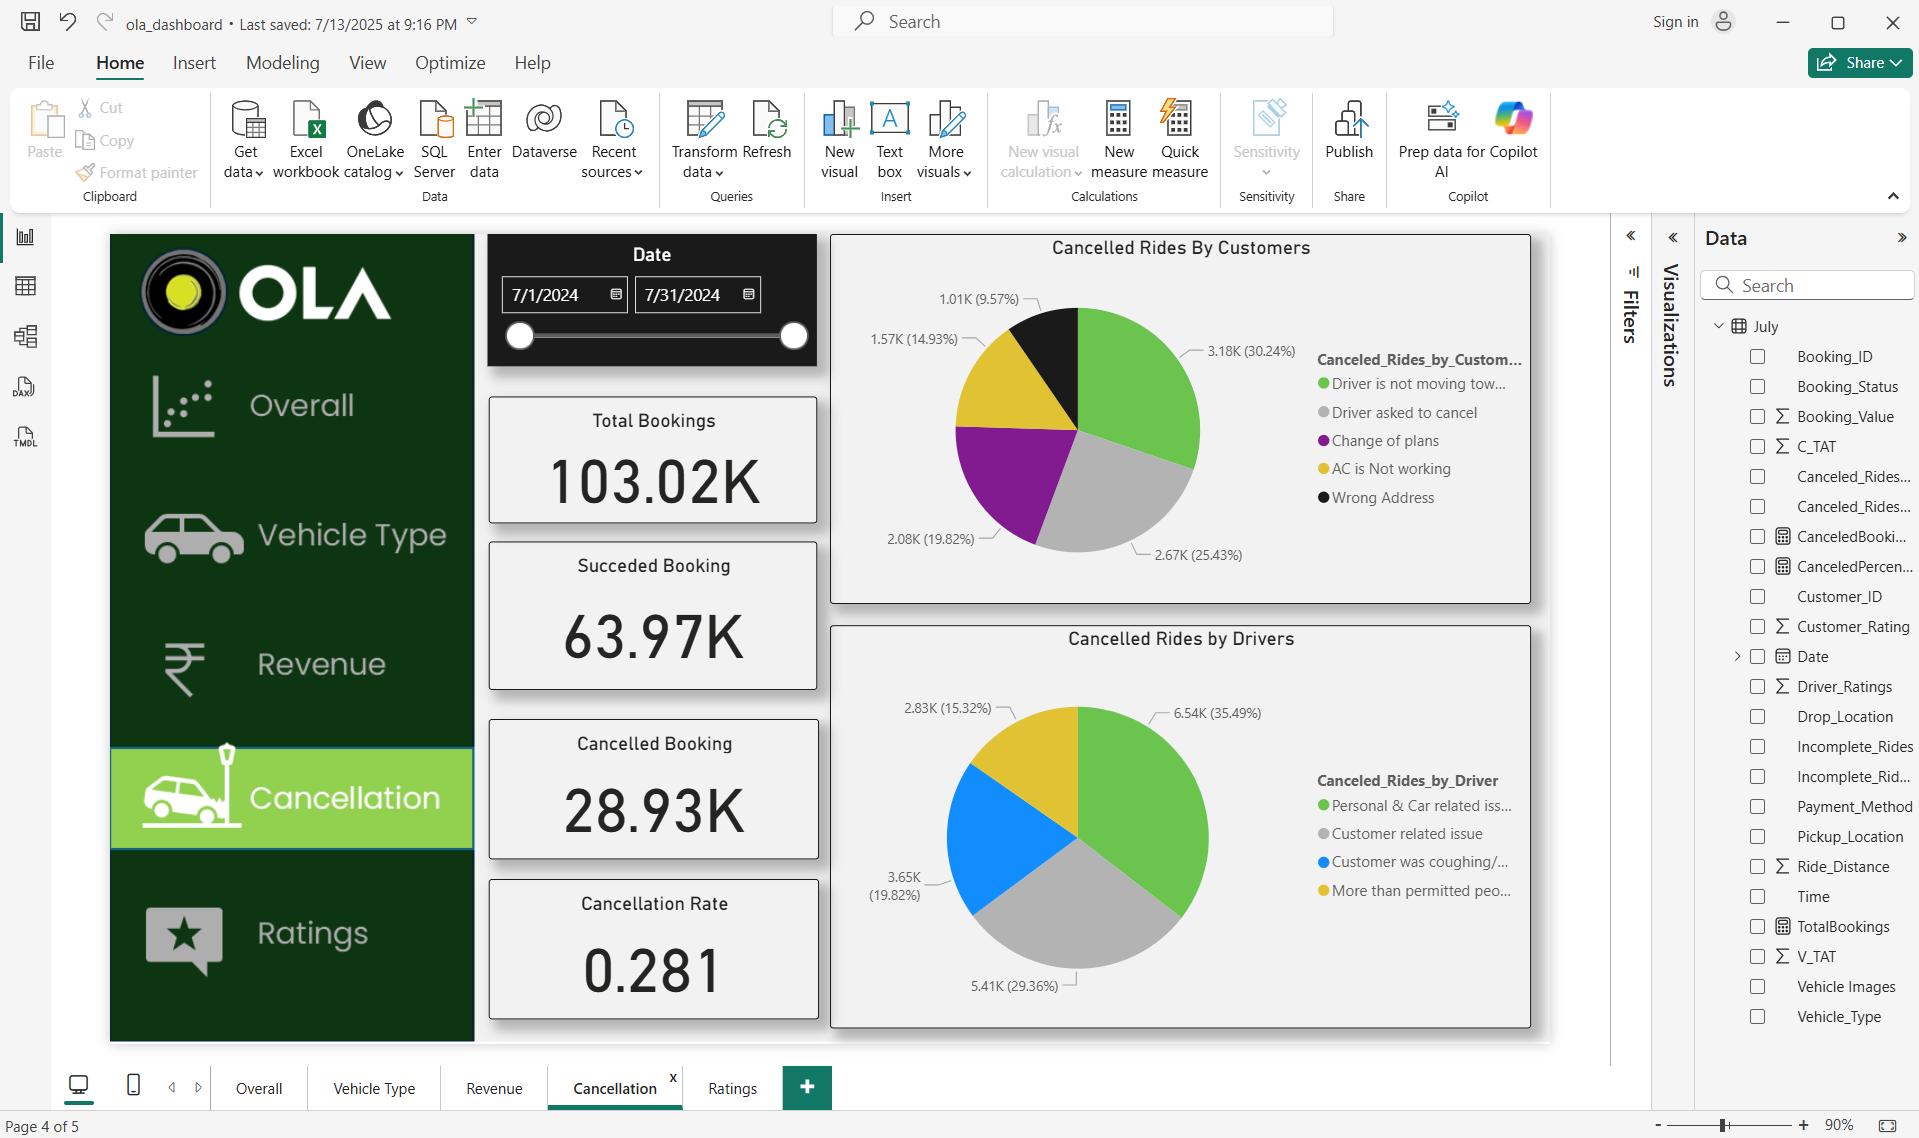 ola_dashboard • Last saved: 7/13/2025 at 9:16 PM
Search
Sign in
File Home Insert Modeling View Optimize Help
Share
Paste
Cut
Copy
Format painter
Clipboard
Get data
Excel workbook
OneLake catalog
SQL Server
Enter data
Dataverse
Recent sources
Data
Transform data
Refresh
Queries
New visual
Text box
More visuals
Insert
New visual calculation
New measure
Quick measure
Calculations
Sensitivity
Sensitivity
Publish
Share
Prep data for AI
Copilot
Copilot
DAX
TMDL
OLA
Overall
Vehicle Type
Revenue
Cancellation
Ratings
Date
7/1/2024 7/31/2024
Total Bookings
103.02K
Succeded Booking
63.97K
Cancelled Booking
28.93K
Cancellation Rate
0.281
Cancelled Rides By Customers
1.01K (9.57%)
1.57K (14.93%)
3.18K (30.24%)
2.08K (19.82%)
2.67K (25.43%)
Canceled_Rides_by_Custom...
Driver is not moving tow...
Driver asked to cancel
Change of plans
AC is Not working
Wrong Address
Cancelled Rides by Drivers
2.83K (15.32%)
6.54K (35.49%)
3.65K
(19.82%)
5.41K (29.36%)
Canceled_Rides_by_Driver
Personal & Car related iss...
Customer related issue
Customer was coughing/...
More than permitted peo...
Filters
Visualizations
Data
Search
July
Booking_ID
Booking_Status
Booking_Value
C_TAT
Canceled_Rides...
Canceled_Rides...
CanceledBooki...
CanceledPercen...
Customer_ID
Customer_Rating
Date
Driver_Ratings
Drop_Location
Incomplete_Rides
Incomplete_Rid...
Payment_Method
Pickup_Location
Ride_Distance
Time
TotalBookings
V_TAT
Vehicle Images
Vehicle_Type
Overall Vehicle Type Revenue Cancellation x Ratings +
Page 4 of 5
- + 90%